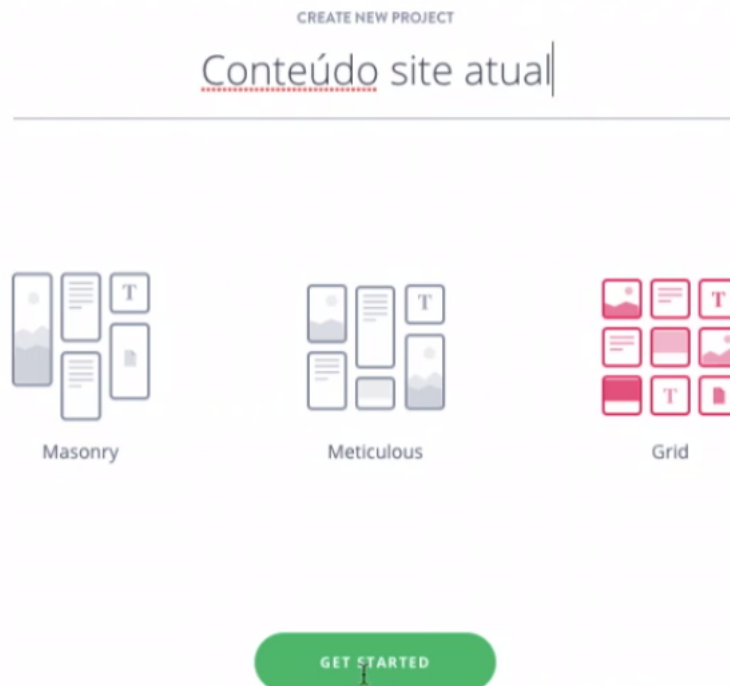 CREATE NEW PROJECT
Conteúdo site atual
T
T
T
T
Masonry
Meticulous
Grid
GET STARTED